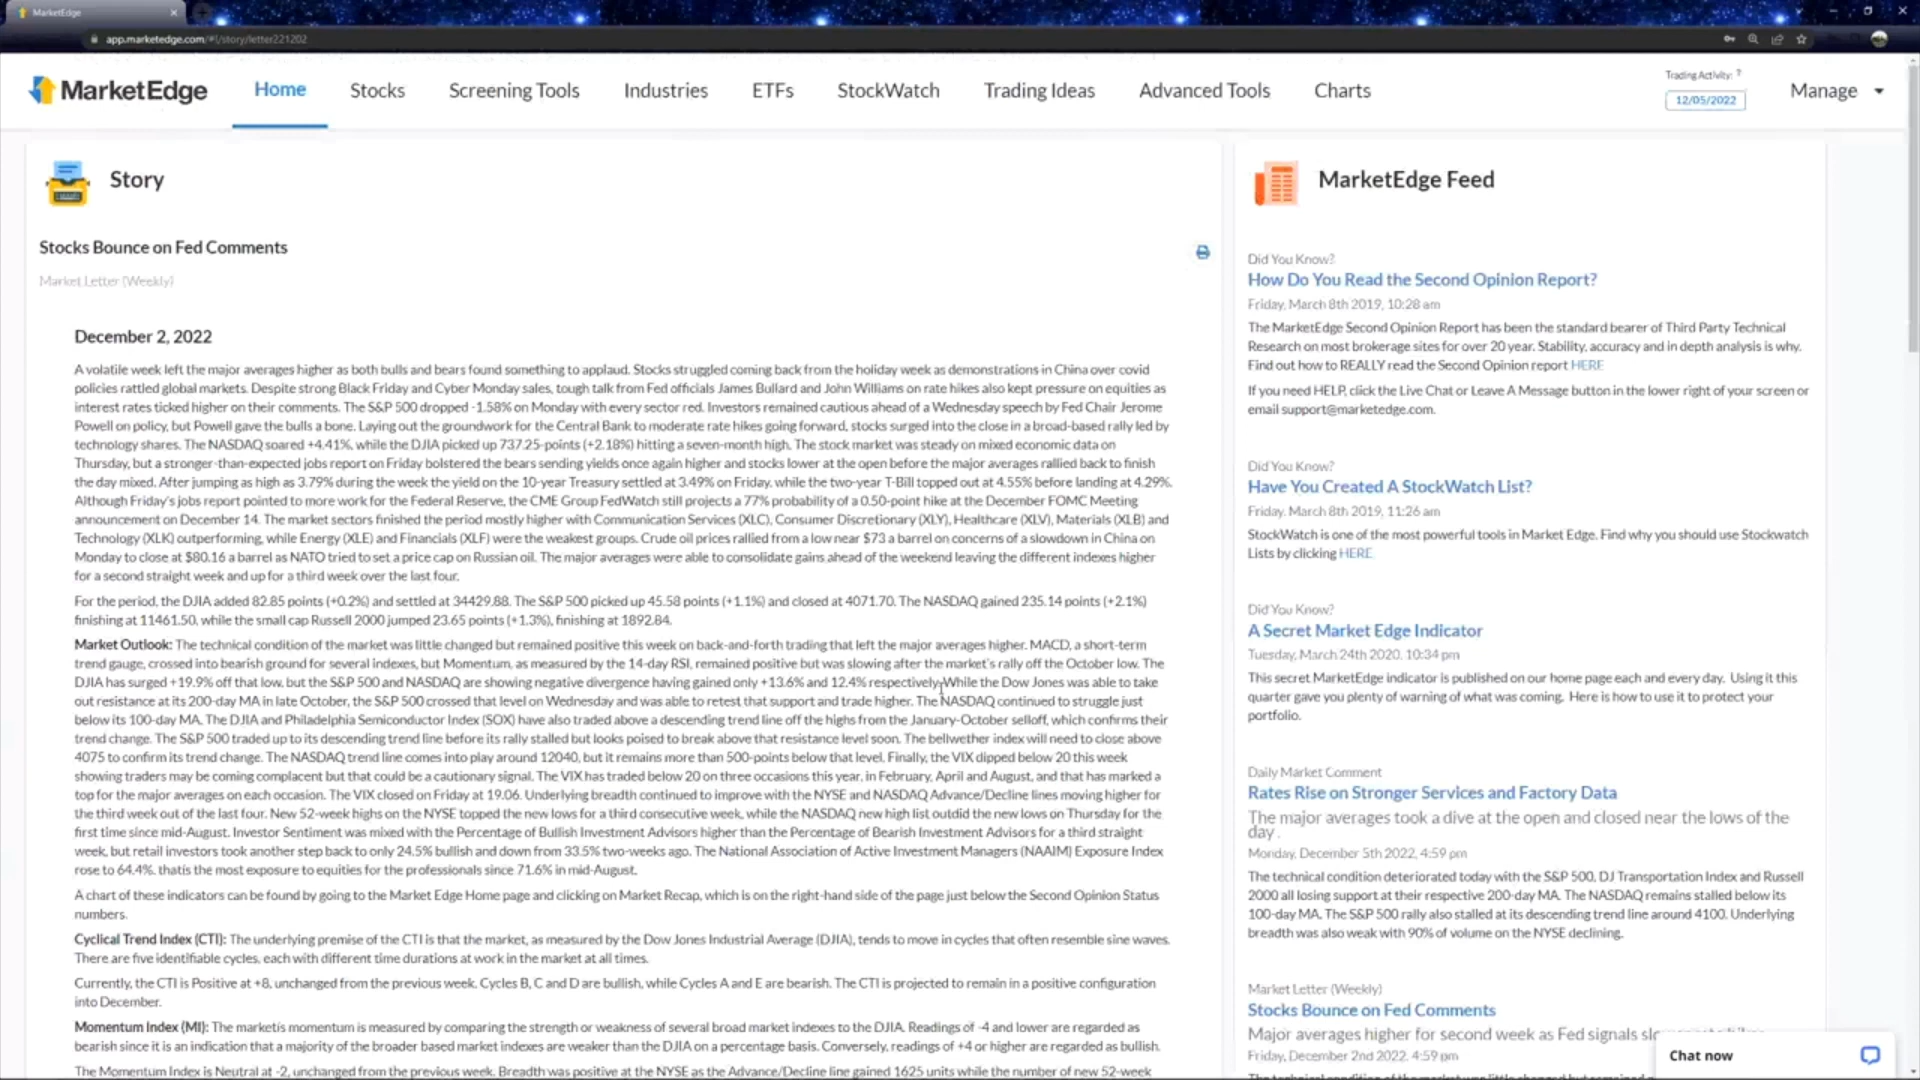 MarketEdge
app.marketedge.com/#!/story/letter221202
MarketEdge
Home
Stocks
Screening Tools
Industries
ETFs
StockWatch
Trading Ideas
Advanced Tools
Charts
Trading Activity: ?
12/05/2022
Manage
Story
Stocks Bounce on Fed Comments
Market Letter (Weekly)
December 2, 2022
A volatile week left the major averages higher as both bulls and bears found something to applaud. Stocks struggled coming back from the holiday week as demonstrations in China over covid
policies rattled global markets. Despite strong Black Friday and Cyber Monday sales, tough talk from Fed officials James Bullard and John Williams on rate hikes also kept pressure on equities as
interest rates ticked higher on their comments. The S&P 500 dropped -1.58% on Monday with every sector red. Investors remained cautious ahead of a Wednesday speech by Fed Chair Jerome
Powell on policy, but Powell gave the bulls a bone. Laying out the groundwork for the Central Bank to moderate rate hikes going forward, stocks surged into the close in a broad-based rally led by
technology shares. The NASDAQ soared +4.41%, while the DJIA picked up 737.25-points (+2.18%) hitting a seven-month high. The stock market was steady on mixed economic data on
Thursday, but a stronger-than-expected jobs report on Friday bolstered the bears sending yields once again higher and stocks lower at the open before the major averages rallied back to finish
the day mixed. After jumping as high as 3.79% during the week the yield on the 10-year Treasury settled at 3.49% on Friday, while the two-year T-Bill topped out at 4.55% before landing at 4.29%.
Although Friday's jobs report pointed to more work for the Federal Reserve, the CME Group FedWatch still projects a 77% probability of a 0.50-point hike at the December FOMC Meeting
announcement on December 14. The market sectors finished the period mostly higher with Communication Services (XLC), Consumer Discretionary (XLY), Healthcare (XLV), Materials (XLB) and
Technology (XLK) outperforming, while Energy (XLE) and Financials (XLF) were the weakest groups. Crude oil prices rallied from a low near $73 a barrel on concerns of a slowdown in China on
Monday to close at $80.16 a barrel as NATO tried to set a price cap on Russian oil. The major averages were able to consolidate gains ahead of the weekend leaving the different indexes higher
for a second straight week and up for a third week over the last four.
For the period, the DJIA added 82.85 points (+0.2%) and settled at 34429.88. The S&P 500 picked up 45.58 points (+1.1%) and closed at 4071.70. The NASDAQ gained 235.14 points (+2.1%)
finishing at 11461.50, while the small cap Russell 2000 jumped 23.65 points (+1.3%), finishing at 1892.84.
Market Outlook: The technical condition of the market was little changed but remained positive this week on back-and-forth trading that left the major averages higher. MACD, a short-term
trend gauge, crossed into bearish ground for several indexes, but Momentum, as measured by the 14-day RSI, remained positive but was slowing after the market's rally off the October low. The
DJIA has surged +19.9% off that low, but the S&P 500 and NASDAQ are showing negative divergence having gained only +13.6% and 12.4% respectively. While the Dow Jones was able to take
out resistance at its 200-day MA in late October, the S&P 500 crossed that level on Wednesday and was able to retest that support and trade higher. The NASDAQ continued to struggle just
below its 100-day MA. The DJIA and Philadelphia Semiconductor Index (SOX) have also traded above a descending trend line off the highs from the January-October selloff, which confirms their
trend change. The S&P 500 traded up to its descending trend line before its rally stalled but looks poised to break above that resistance level soon. The bellwether index will need to close above
4075 to confirm its trend change. The NASDAQ trend line comes into play around 12040, but it remains more than 500-points below that level. Finally, the VIX dipped below 20 this week
showing traders may be coming complacent but that could be a cautionary signal. The VIX has traded below 20 on three occasions this year, in February, April and August, and that has marked a
top for the major averages on each occasion. The VIX closed on Friday at 19.06. Underlying breadth continued to improve with the NYSE and NASDAQ Advance/Decline lines moving higher for
the third week out of the last four. New 52-week highs on the NYSE topped the new lows for a third consecutive week, while the NASDAQ new high list outdid the new lows on Thursday for the
first time since mid-August. Investor Sentiment was mixed with the Percentage of Bullish Investment Advisors higher than the Percentage of Bearish Investment Advisors for a third straight
week, but retail investors took another step back to only 24.5% bullish and down from 33.5% two-weeks ago. The National Association of Active Investment Managers (NAAIM) Exposure Index
rose to 64.4%. thatís the most exposure to equities for the professionals since 71.6% in mid-August.
A chart of these indicators can be found by going to the Market Edge Home page and clicking on Market Recap, which is on the right-hand side of the page just below the Second Opinion Status
numbers.
Cyclical Trend Index (CTI): The underlying premise of the CTI is that the market, as measured by the Dow Jones Industrial Average (DJIA), tends to move in cycles that often resemble sine waves.
There are five identifiable cycles, each with different time durations at work in the market at all times.
Currently, the CTI is Positive at +8, unchanged from the previous week. Cycles B, C and D are bullish, while Cycles A and E are bearish. The CTI is projected to remain in a positive configuration
into December.
Momentum Index (MI): The marketís momentum is measured by comparing the strength or weakness of several broad market indexes to the DJIA. Readings of -4 and lower are regarded as
bearish since it is an indication that a majority of the broader based market indexes are weaker than the DJIA on a percentage basis. Conversely, readings of +4 or higher are regarded as bullish.
The Momentum Index is Neutral at -2, unchanged from the previous week. Breadth was positive at the NYSE as the Advance/Decline line gained 1625 units while the number of new 52-week
MarketEdge Feed
Did You Know?
How Do You Read the Second Opinion Report?
Friday, March 8th 2019, 10:28 am
The MarketEdge Second Opinion Report has been the standard bearer of Third Party Technical
Research on most brokerage sites for over 20 year. Stability, accuracy and in depth analysis is why.
Find out how to REALLY read the Second Opinion report HERE
If you need HELP, click the Live Chat or Leave A Message button in the lower right of your screen or
email support@marketedge.com.
Did You Know?
Have You Created A StockWatch List?
Friday, March 8th 2019, 11:26 am
StockWatch is one of the most powerful tools in Market Edge. Find why you should use Stockwatch
Lists by clicking HERE
Did You Know?
A Secret Market Edge Indicator
Tuesday, March 24th 2020, 10:34 pm
This secret MarketEdge indicator is published on our home page each and every day. Using it this
quarter gave you plenty of warning of what was coming. Here is how to use it to protect your
portfolio.
Daily Market Comment
Rates Rise on Stronger Services and Factory Data
The major averages took a dive at the open and closed near the lows of the
day .
Monday, December 5th 2022, 4:59 pm
The technical condition deteriorated today with the S&P 500, DJ Transportation Index and Russell
2000 all losing support at their respective 200-day MA. The NASDAQ remains stalled below its
100-day MA. The S&P 500 rally also stalled at its descending trend line around 4100. Underlying
breadth was also weak with 90% of volume on the NYSE declining.
Market Letter (Weekly)
Stocks Bounce on Fed Comments
Major averages higher for second week as Fed signals
Friday, December 2nd 2022, 4:59 pm
Chat now